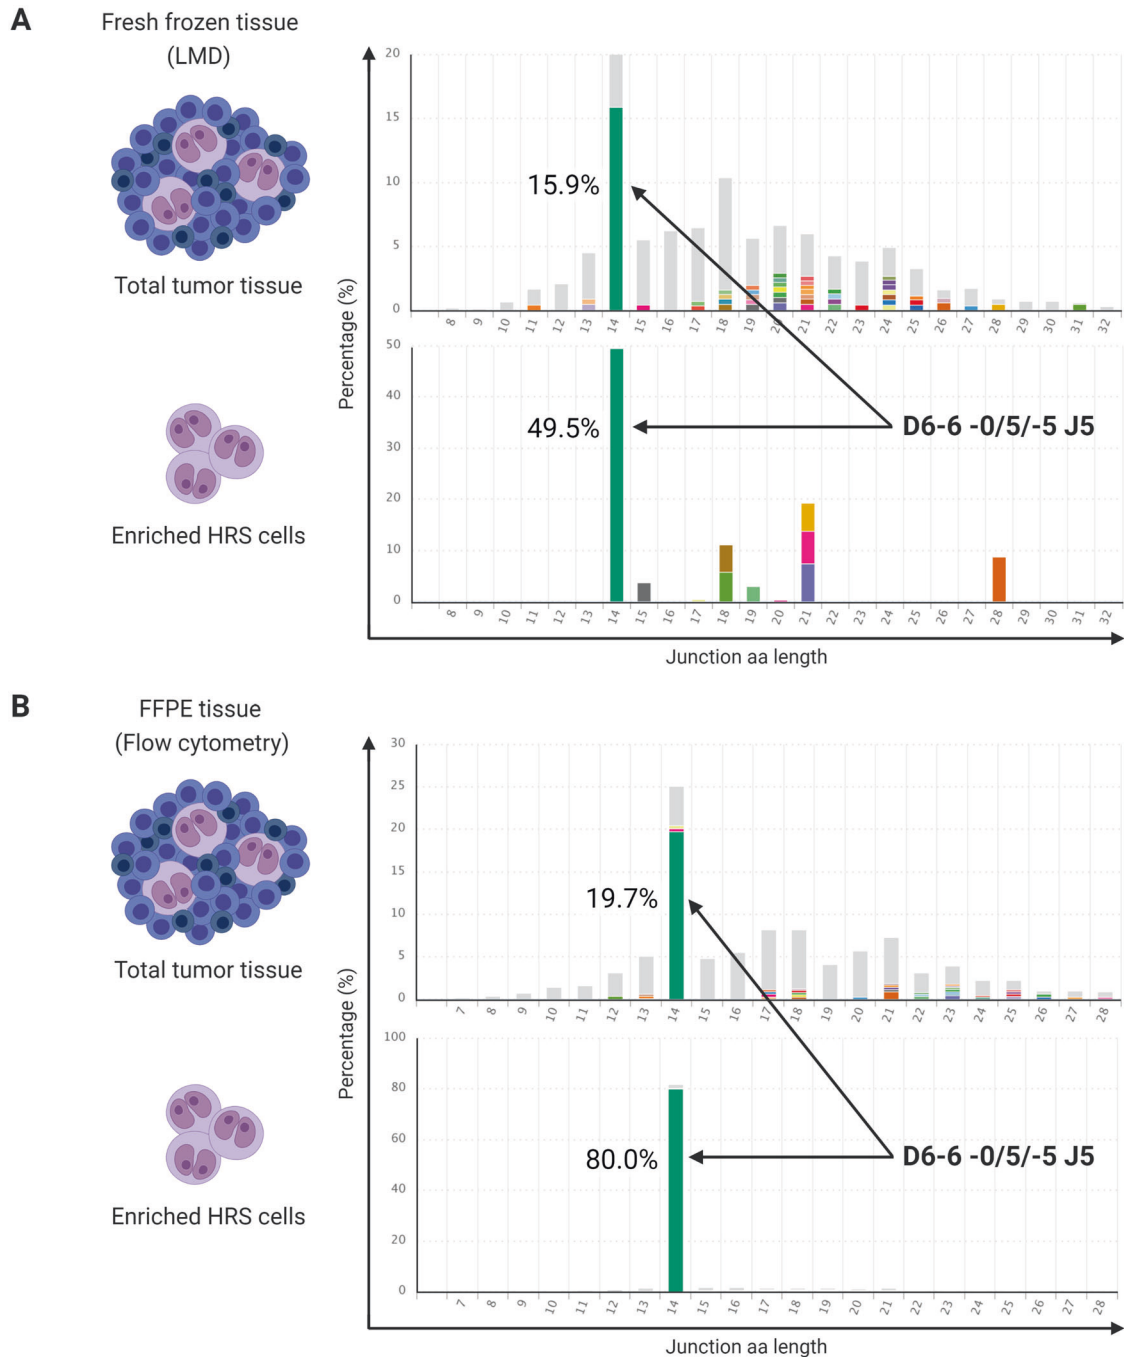 A
Fresh frozen tissue
(LMD)
Total tumor tissue
Enriched HRS cells
Percentage (%)
20
15
10
5
0
15.9%
8 9 10 11 12 13 14 15 16 17 18 19 20 21 22 23 24 25 26 27 28 29 30 31 32
50
40
30
20
10
0
49.5%
D6-6 -0/5/-5 J5
8 9 10 11 12 13 14 15 16 17 18 19 20 21 22 23 24 25 26 27 28 29 30 31 32
Junction aa length
B
FFPE tissue
(Flow cytometry)
Total tumor tissue
Enriched HRS cells
Percentage (%)
30
25
20
15
10
5
0
19.7%
7 8 9 10 11 12 13 14 15 16 17 18 19 20 21 22 23 24 25 26 27 28
100
80
60
40
20
0
80.0%
D6-6 -0/5/-5 J5
7 8 9 10 11 12 13 14 15 16 17 18 19 20 21 22 23 24 25 26 27 28
Junction aa length